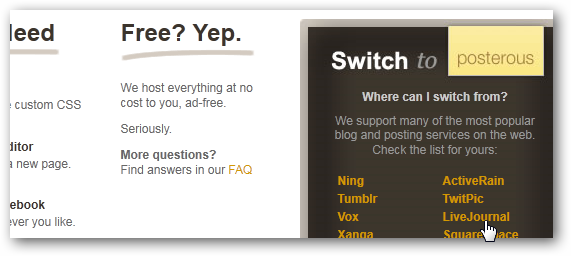 Need
custom CSS
ditor
a new page.
ebook
ever you like.
Free? Yep.
We host everything at no
cost to you, ad-free.
Seriously.
More questions?
Find answers in our FAQ
Switch to posterous
Where can I switch from?
We support many of the most popular
blog and posting services on the web.
Check the list for yours:
Ning
Tumblr
Vox
Xanga
ActiveRain
TwitPic
LiveJournal
Squarespace